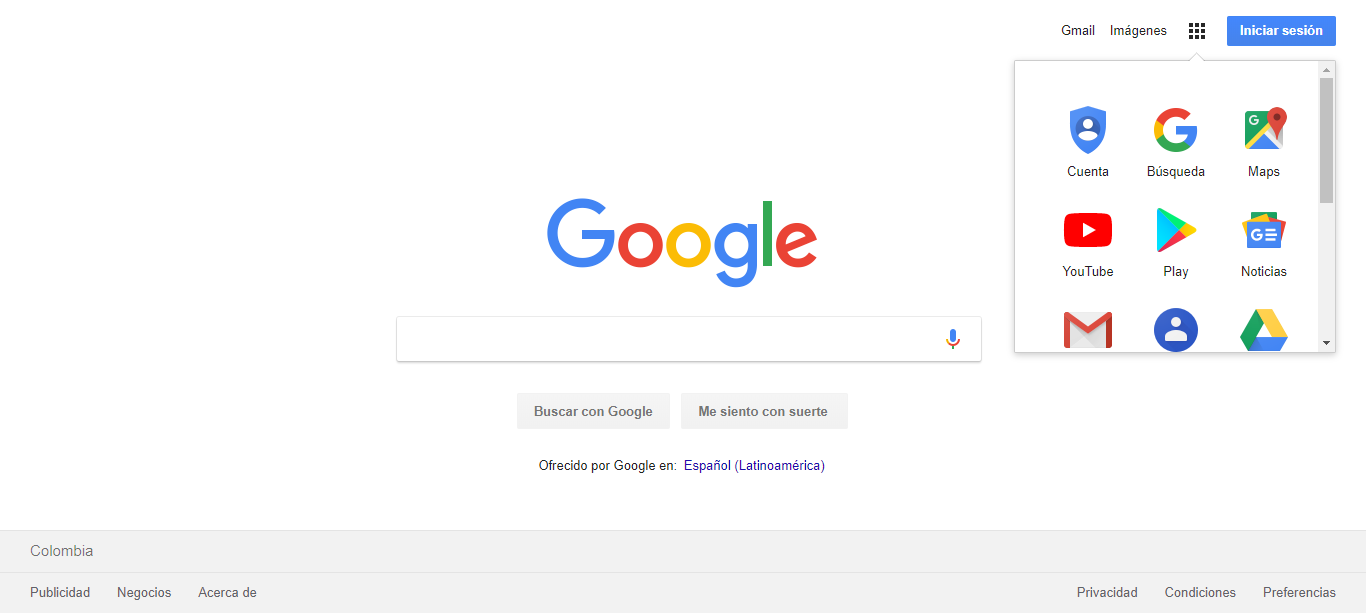 Gmail Imágenes Iniciar sesión
Cuenta Búsqueda Maps
YouTube Play Noticias
Google
Buscar con Google Me siento con suerte
Ofrecido por Google en: Español (Latinoamérica)
Colombia
Publicidad Negocios Acerca de Privacidad Condiciones Preferencias